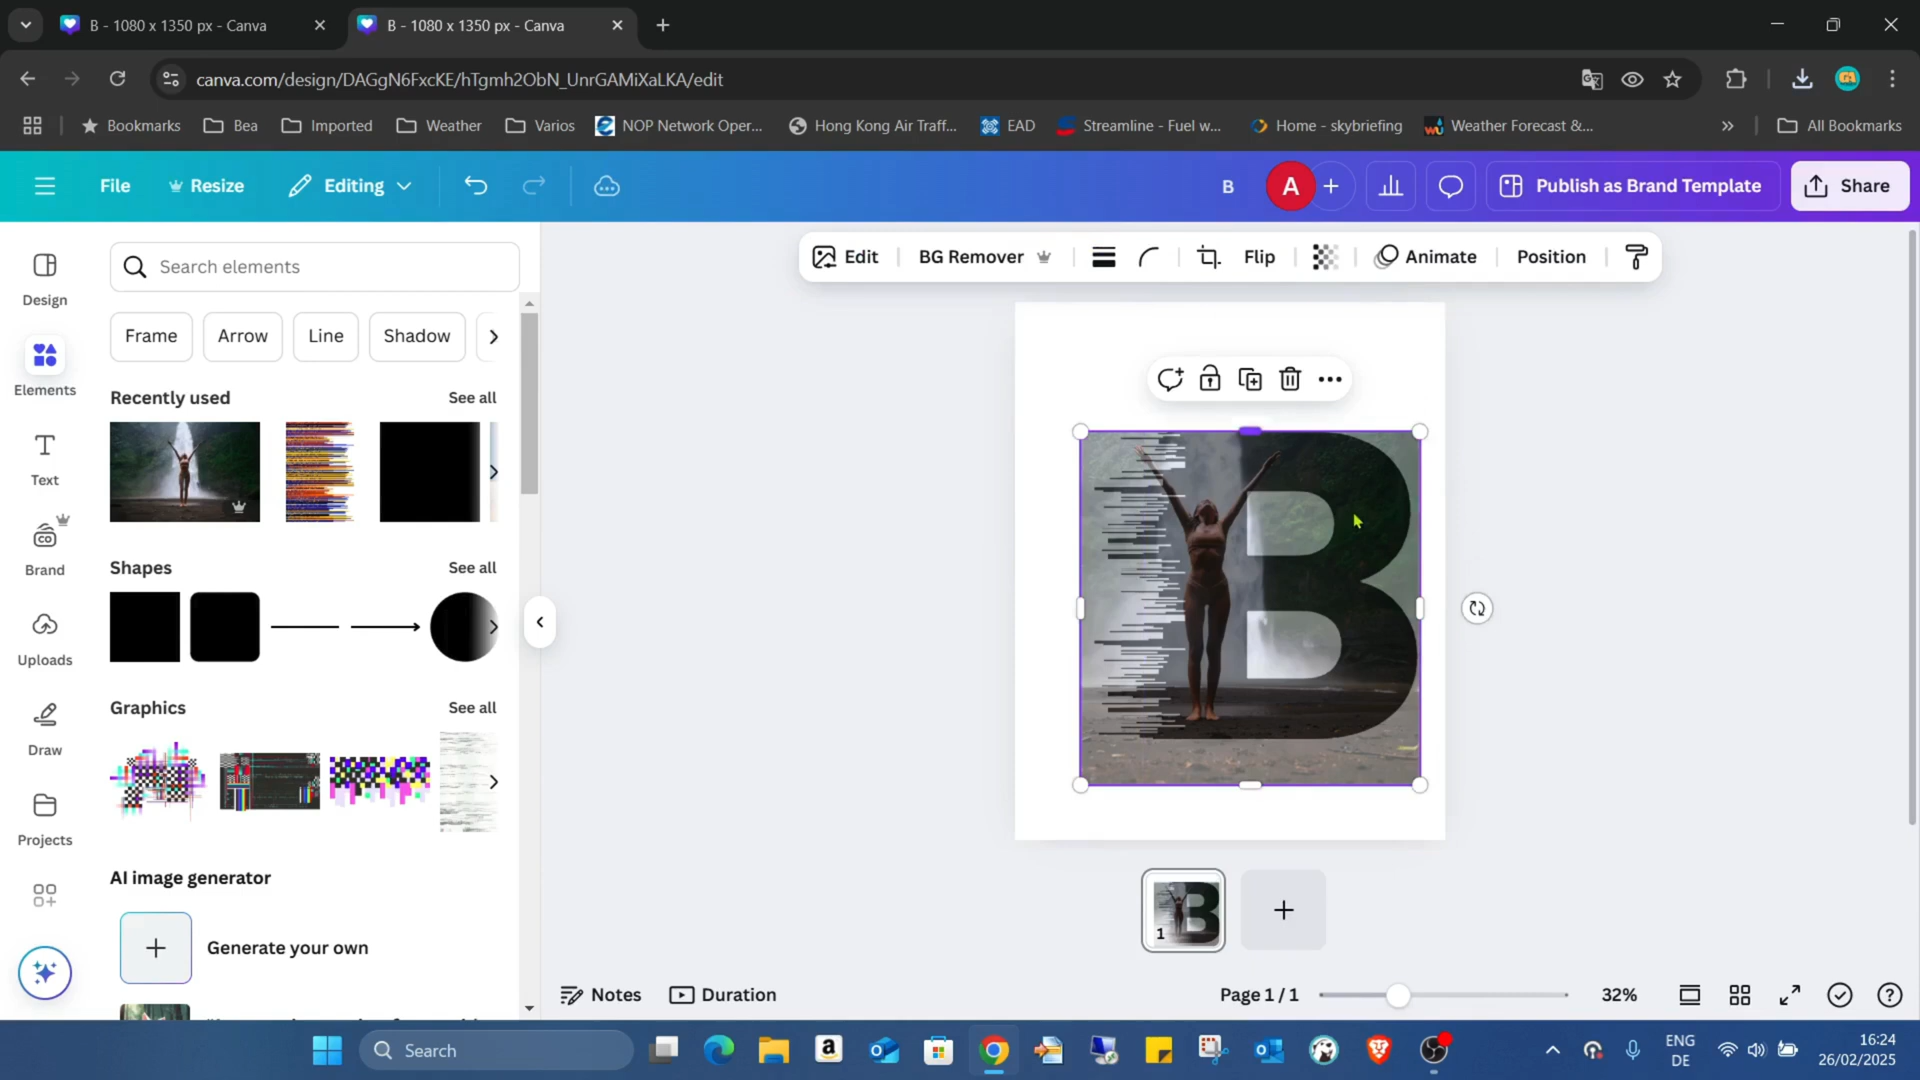 B - 1080 x 1350 px - Canva
B - 1080 x 1350 px - Canva
canva.com/design/DAGgN6FxcKE/hTgmh2ObN_UnrGAMiXaLKA/edit
Bookmarks
Bea
Imported
Weather
Varios
NOP Network Oper...
Hong Kong Air Traff...
EAD
Streamline - Fuel w...
Home - skybriefing
Weather Forecast &...
All Bookmarks
File
Resize
Editing
B
A
Publish as Brand Template
Share
Design
Elements
Text
Brand
Uploads
Draw
Projects
Search elements
Frame
Arrow
Line
Shadow
Recently used
See all
Shapes
See all
Graphics
See all
AI image generator
Generate your own
Edit
BG Remover
Flip
Animate
Position
B
1
Notes
Duration
Page 1 / 1
32%
Search
ENG
DE
16:24
26/02/2025